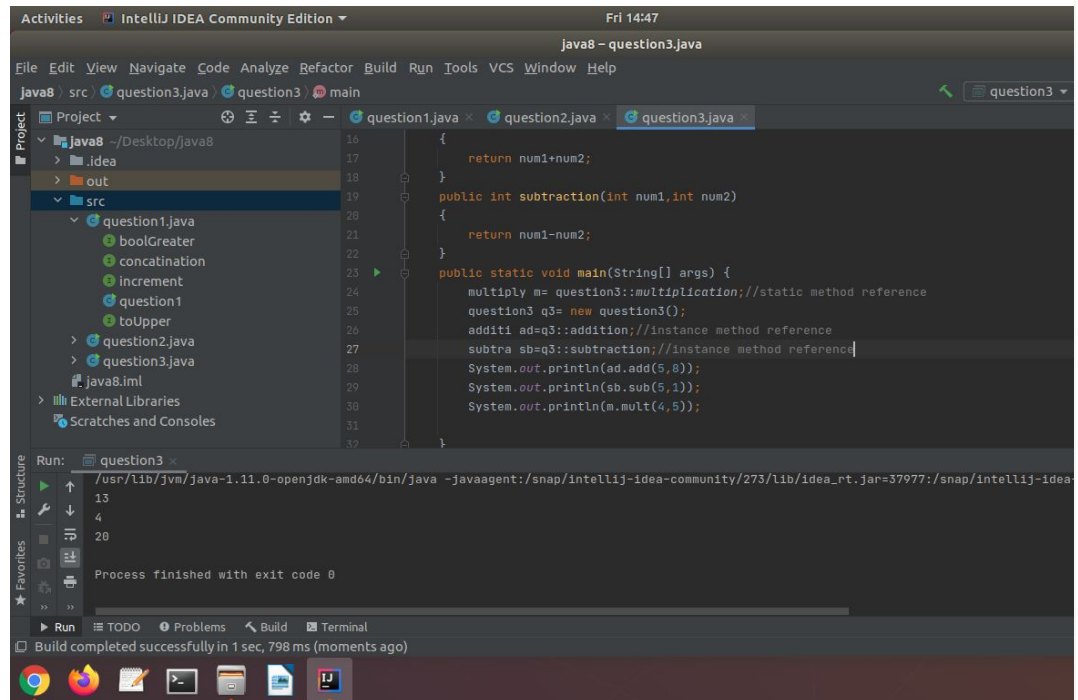 Activities IntelliJ IDEA Community Edition Fri 14:47
java8 – question3.java
File Edit View Navigate Code Analyze Refactor Build Run Tools VCS Window Help
java8 src question3.java question3 main question3
Project
Project
question1.java question2.java question3.java
java8 ~/Desktop/java8
.idea
out
src
question1.java
boolGreater
concatination
increment
question1
toUpper
question2.java
question3.java
java8.iml
External Libraries
Scratches and Consoles
16 {
17 return num1+num2;
18 }
19 public int subtraction(int num1,int num2)
20 {
21 return num1-num2;
22 }
23 public static void main(String[] args) {
24 multiply m= question3::multiplication;//static method reference
25 question3 q3= new question3();
26 additi ad=q3::addition;//instance method reference
27 subtra sb=q3::subtraction;//instance method reference
28 System.out.println(ad.add(5,8));
29 System.out.println(sb.sub(5,1));
30 System.out.println(m.mult(4,5));
31
32 }
Structure
Favorites
Run: question3
/usr/lib/jvm/java-1.11.0-openjdk-amd64/bin/java -javaagent:/snap/intellij-idea-community/273/lib/idea_rt.jar=37977:/snap/intellij-idea-
13
4
20
Process finished with exit code 0
Run TODO Problems Build Terminal
Build completed successfully in 1 sec, 798 ms (moments ago)
IJ